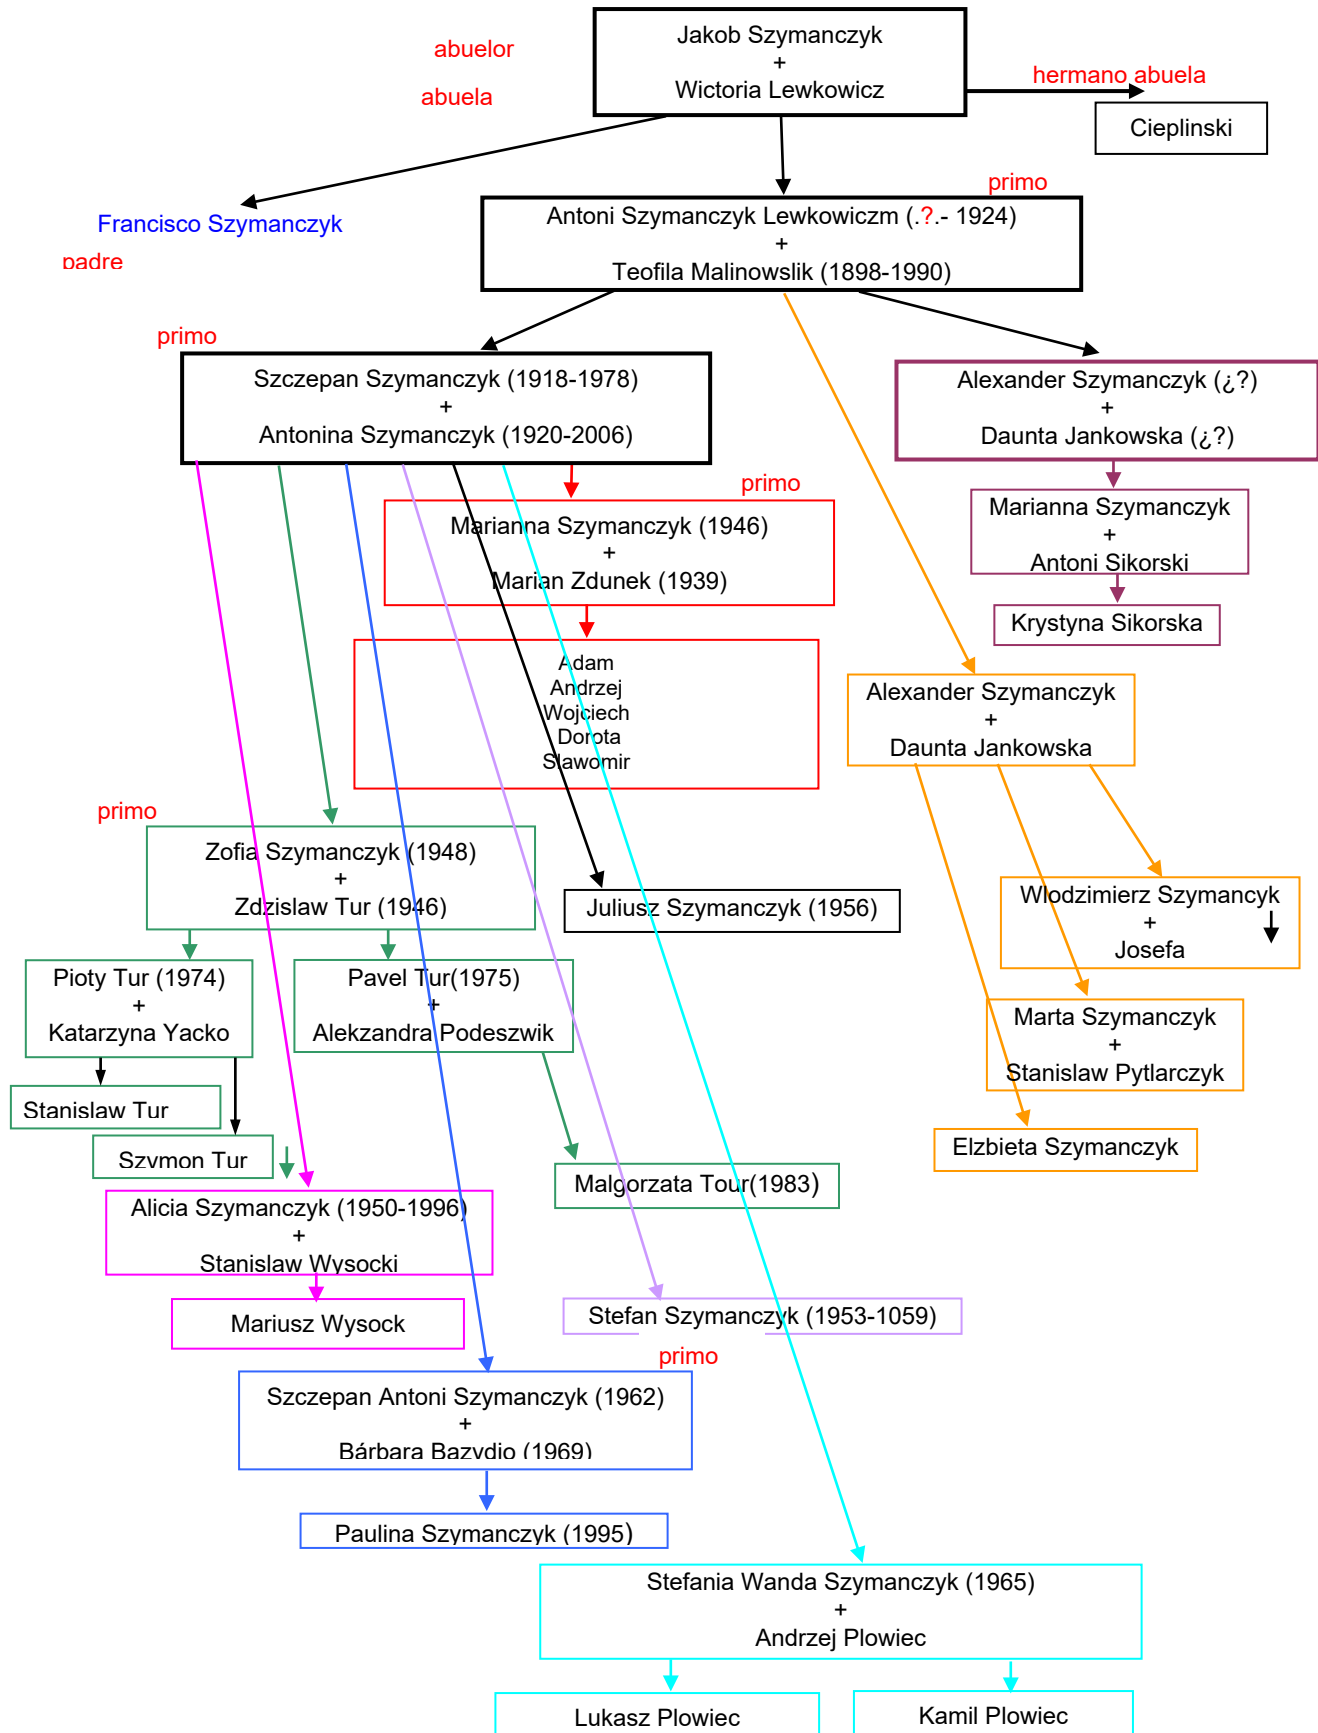 Jakob Szymanczyk
+
Wictoria Lewkowicz
abuelor
abuela
hermano abuela
Cieplinski
Francisco Szymanczyk
padre
primo
Antoni Szymanczyk Lewkowiczm (.?.- 1924)
+
Teofila Malinowslik (1898-1990)
primo
Szczepan Szymanczyk (1918-1978)
+
Antonina Szymanczyk (1920-2006)
Alexander Szymanczyk (¿?)
+
Daunta Jankowska (¿?)
primo
Marianna Szymanczyk (1946)
+
Marian Zdunek (1939)
Marianna Szymanczyk
+
Antoni Sikorski
Krystyna Sikorska
Adam
Andrzej
Wojciech
Dorota
Slawomir
Alexander Szymanczyk
+
Daunta Jankowska
primo
Zofia Szymanczyk (1948)
+
Zdzislaw Tur (1946)
Juliusz Szymanczyk (1956)
Wlodzimierz Szymancyk
+
Josefa
Pioty Tur (1974)
+
Katarzyna Yacko
Pavel Tur(1975)
+
Alekzandra Podeszwik
Marta Szymanczyk
+
Stanislaw Pytlarczyk
Stanislaw Tur
Szymon Tur
Elzbieta Szymanczyk
Malgorzata Tour(1983)
Alicia Szymanczyk (1950-1996)
+
Stanislaw Wysocki
Mariusz Wysock
Stefan Szymanczyk (1953-1059)
primo
Szczepan Antoni Szymanczyk (1962)
+
Bárbara Bazydio (1969)
Paulina Szymanczyk (1995)
Stefania Wanda Szymanczyk (1965)
+
Andrzej Plowiec
Lukasz Plowiec
Kamil Plowiec